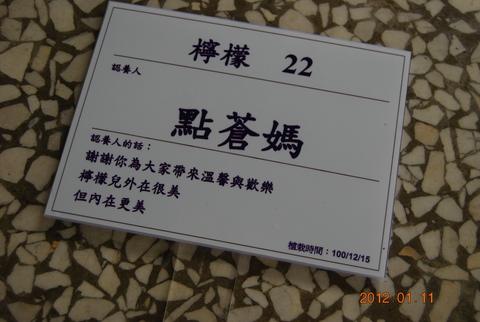 檸檬 22
認養人
點蒼媽
認養人的話：
謝謝你為大家帶來溫馨與歡樂
檸檬兒外在很美
但內在更美
植栽時間：100/12/15
2012.01.11